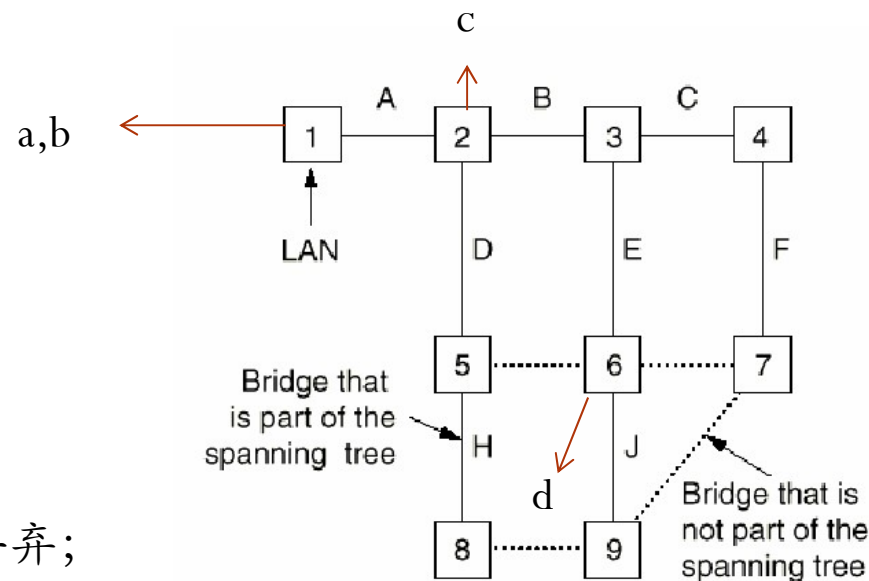 c
A B C
a,b
1 2 3 4
LAN D E F
5 6 7
Bridge that
is part of the
spanning tree
H J
d
Bridge that is
not part of the
spanning tree
弃;
8 9